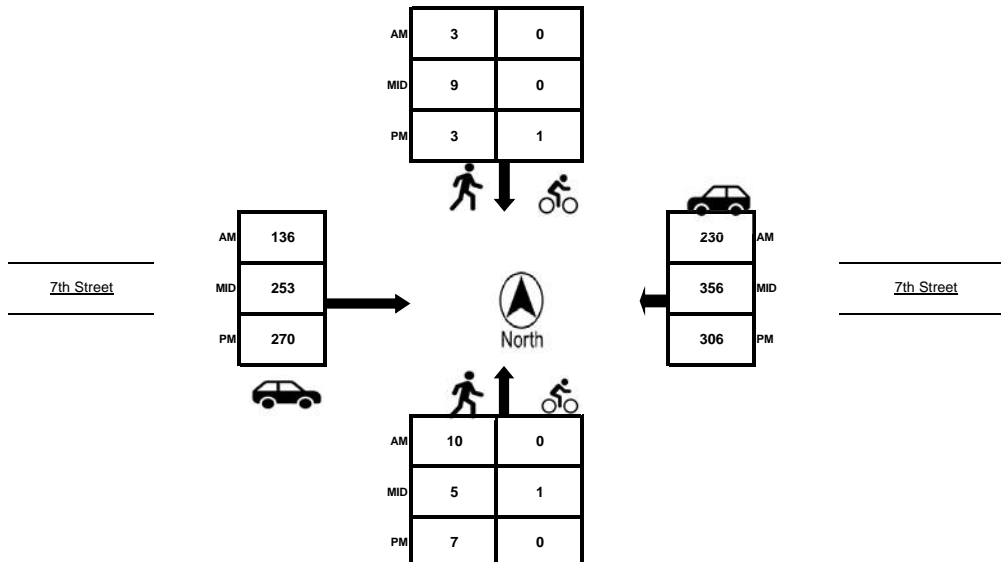 AM 3 0
MID 9 0
PM 3 1
AM 136
230 AM
7th Street
MID 253
356 MID
7th Street
PM 270
306 PM
North
AM 10 0
MID 5 1
PM 7 0